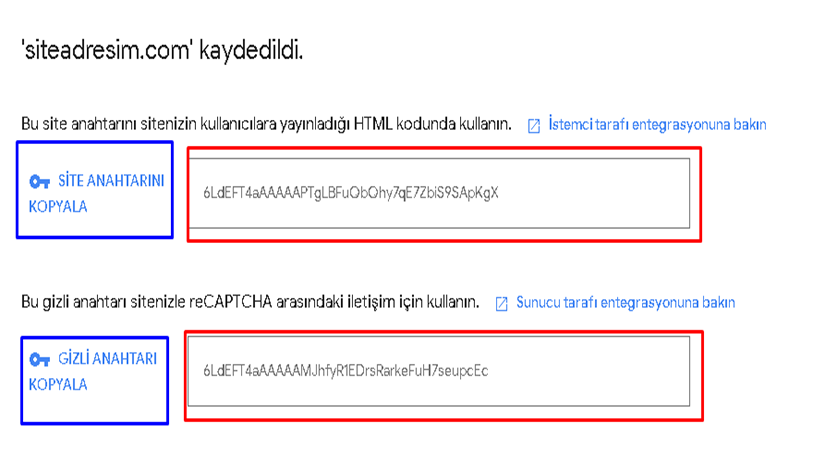 'siteadresim.com' kaydedildi.
Bu site anahtarını sitenizin kullanıcılara yayınladığı HTML kodunda kullanın. İstemci tarafı entegrasyonuna bakın
SİTE ANAHTARINI
KOPYALA
6LdEFT4aAAAAAPTgLBFuObOhy7qE7ZbiS9SApKgX
Bu gizli anahtarı sitenizle reCAPTCHA arasındaki iletişim için kullanın. Sunucu tarafı entegrasyonuna bakın
GİZLİ ANAHTARI
KOPYALA
6LdEFT4aAAAAAMJhfyR1EDrsRarkeFuH7seupcEc